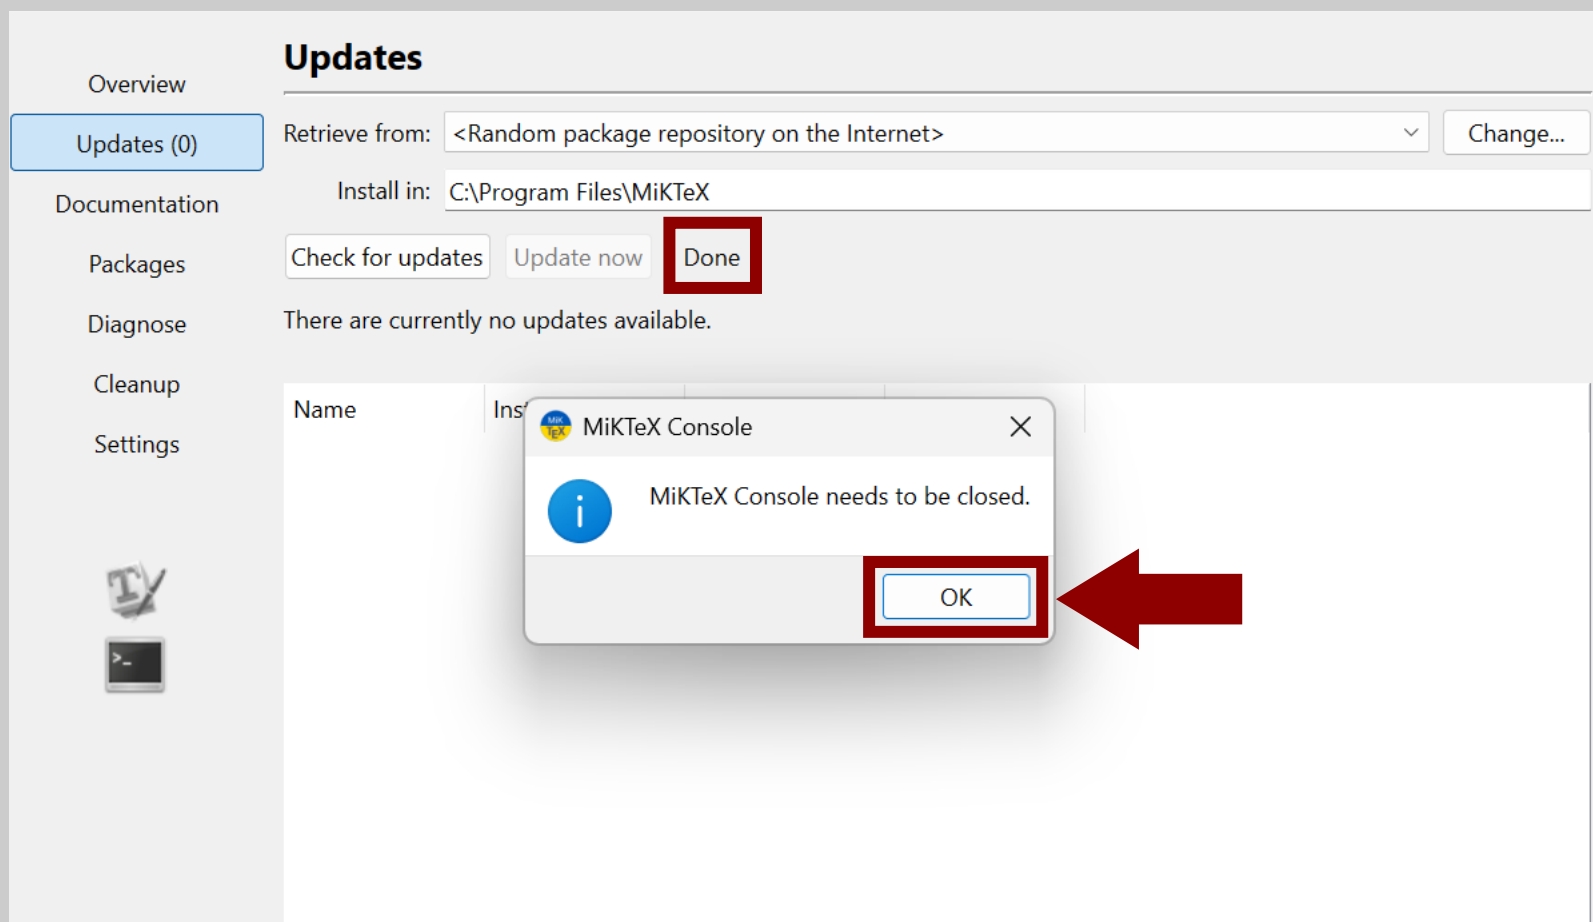 Updates
Overview
Updates (0)
Documentation
Packages
Diagnose
Cleanup
Settings
Retrieve from: <Random package repository on the Internet> Change...
Install in: C:\Program Files\MiKTeX
Check for updates Update now Done
There are currently no updates available.
Name Inst
MiKTeX Console
MiKTeX Console needs to be closed.
OK